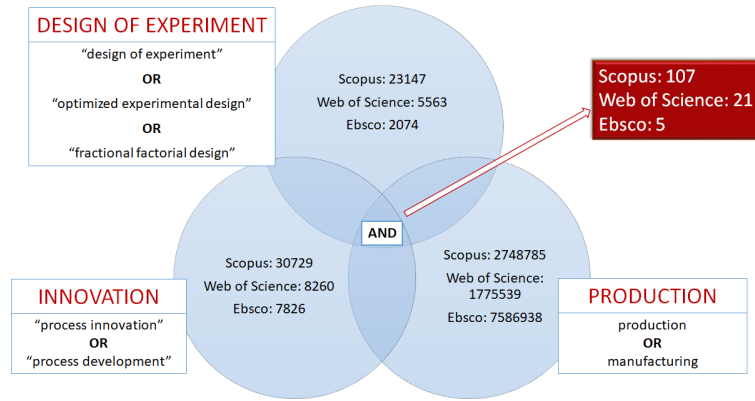 DESIGN OF EXPERIMENT
“design of experiment”
OR
“optimized experimental design”
OR
“fractional factorial design”
Scopus: 23147
Web of Science: 5563
Ebsco: 2074
Scopus: 107
Web of Science: 21
Ebsco: 5
AND
Scopus: 30729
Web of Science: 8260
Ebsco: 7826
Scopus: 2748785
Web of Science:
1775539
Ebsco: 7586938
INNOVATION
“process innovation”
OR
“process development”
PRODUCTION
production
OR
manufacturing